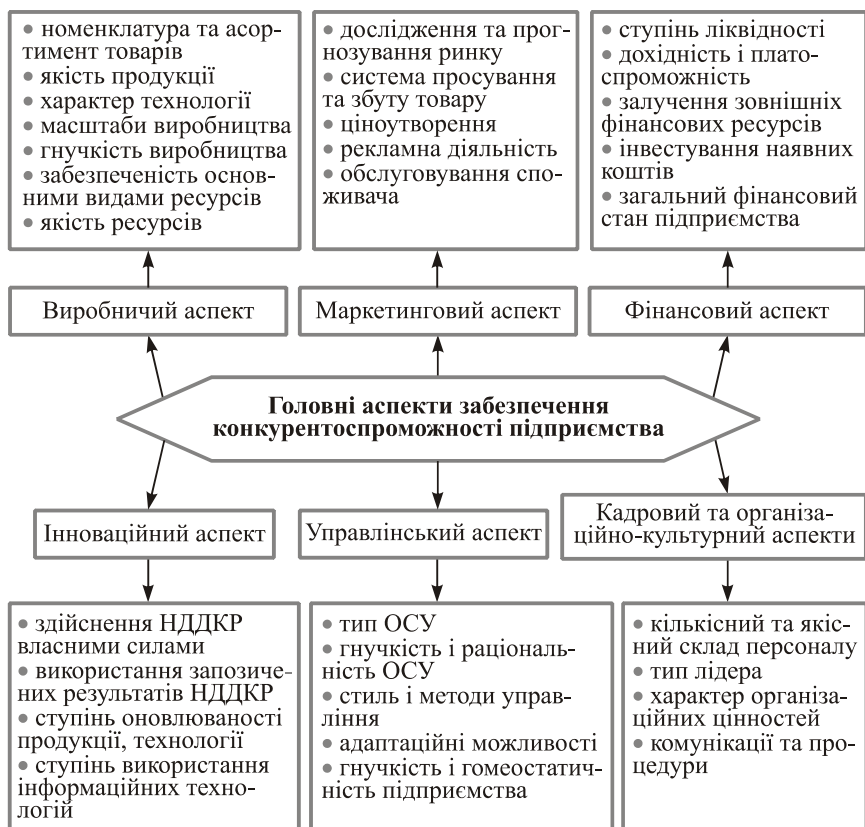 ● номенклатура та асор-
тимент товарів
● якість продукції
● характер технології
● масштаби виробництва
● гнучкість виробництва
● забезпеченість основ-
ними видами ресурсів
● якість ресурсів
● дослідження та прог-
нозування ринку
● система просування
та збуту товару
● ціноутворення
● рекламна діяльність
● обслуговування спо-
живача
● ступінь ліквідності
● дохідність і плато-
спроможність
● залучення зовнішніх
фінансових ресурсів
● інвестування наявних
коштів
● загальний фінансовий
стан підприємства
Виробничий аспект
Маркетинговий аспект
Фінансовий аспект
Головні аспекти забезпечення
конкурентоспроможності підприємства
Інноваційний аспект
Управлінський аспект
Кадровий та організа-
ційно-культурний аспекти
● здійснення НДДКР
власними силами
● використання запозиче-
них результатів НДДКР
● ступінь оновлюваності
продукції, технології
● ступінь використання
інформаційних техно-
логій
● тип ОСУ
● гнучкість і раціональ-
ність ОСУ
● стиль і методи управ-
ління
● адаптаційні можливості
● гнучкість і гомеостатич-
ність підприємства
● кількісний та якіс-
ний склад персоналу
● тип лідера
● характер організа-
ційних цінностей
● комунікації та про-
цедури